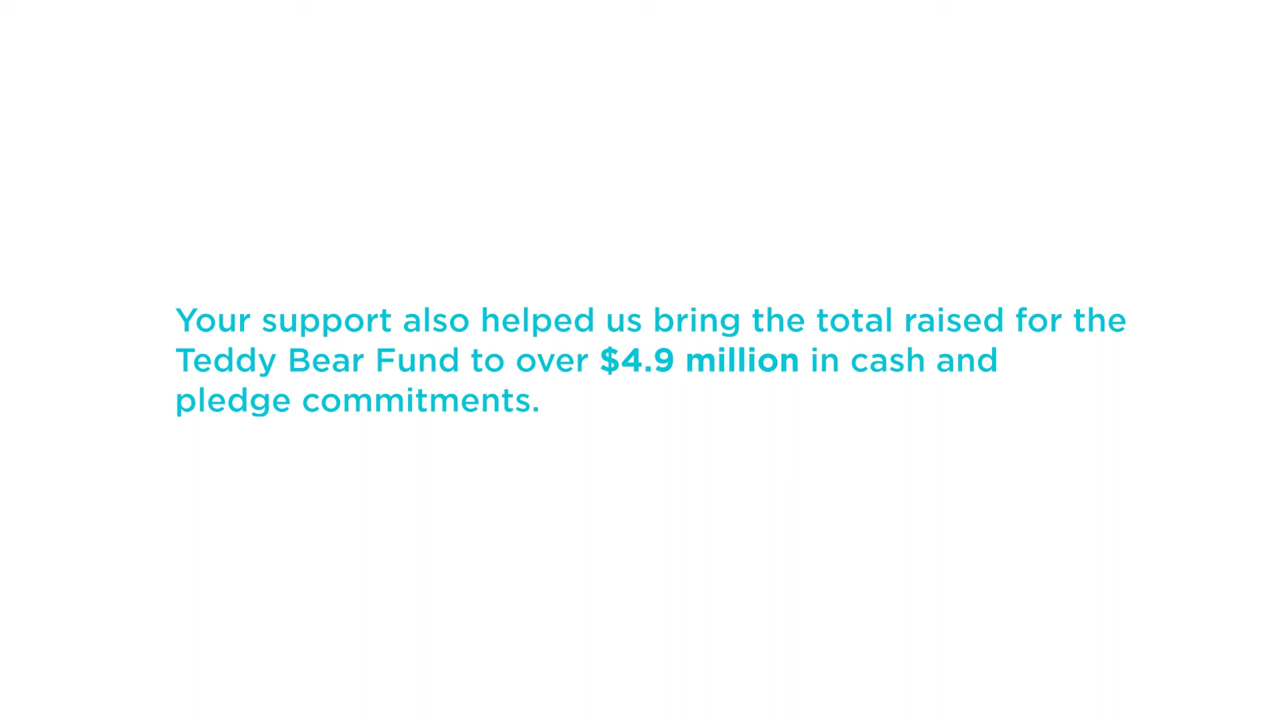 Your support also helped us bring the total raised for the
Teddy Bear Fund to over $4.9 million in cash and
pledge commitments.